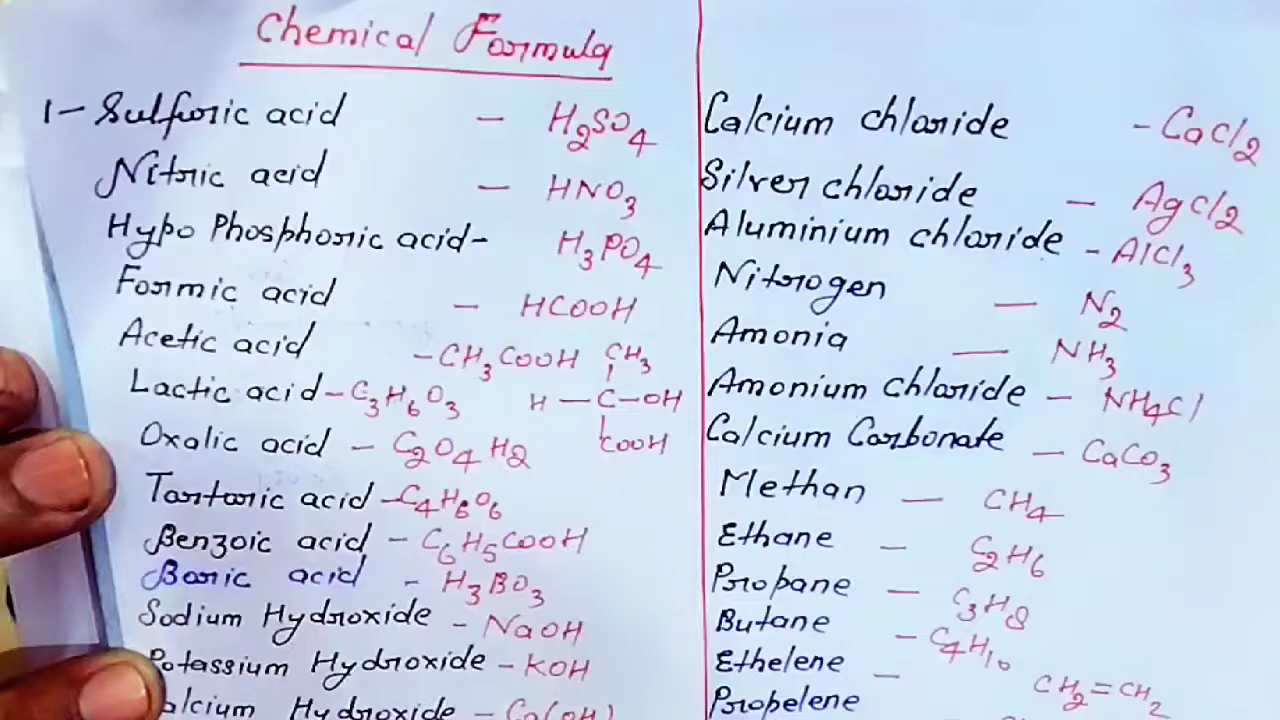 Chemical Formula
1- Sulfuric acid - H2SO4
Nitric acid - HNO3
Hypo Phosphoric acid- H3PO4
Formic acid - HCOOH
Acetic acid - CH3COOH
Lactic acid - C3H6O3
CH3
H - C - OH
COOH
Oxalic acid - C2O4H2
Tartaric acid - C4H6O6
Benzoic acid - C6H5COOH
Boric acid - H3BO3
Sodium Hydroxide - NaOH
Potassium Hydroxide - KOH
Hydroxide - Ca(OH)
Calcium chloride - CaCl2
Silver chloride - AgCl2
Aluminium chloride - AlCl3
Nitrogen - N2
Amonia - NH3
Amonium Chloride - NH4Cl
Calcium Carbonate - CaCO3
Methan - CH4
Ethane - C2H6
Propane - C3H8
Butane - C4H10
Ethelene - CH2=CH2
Propelene